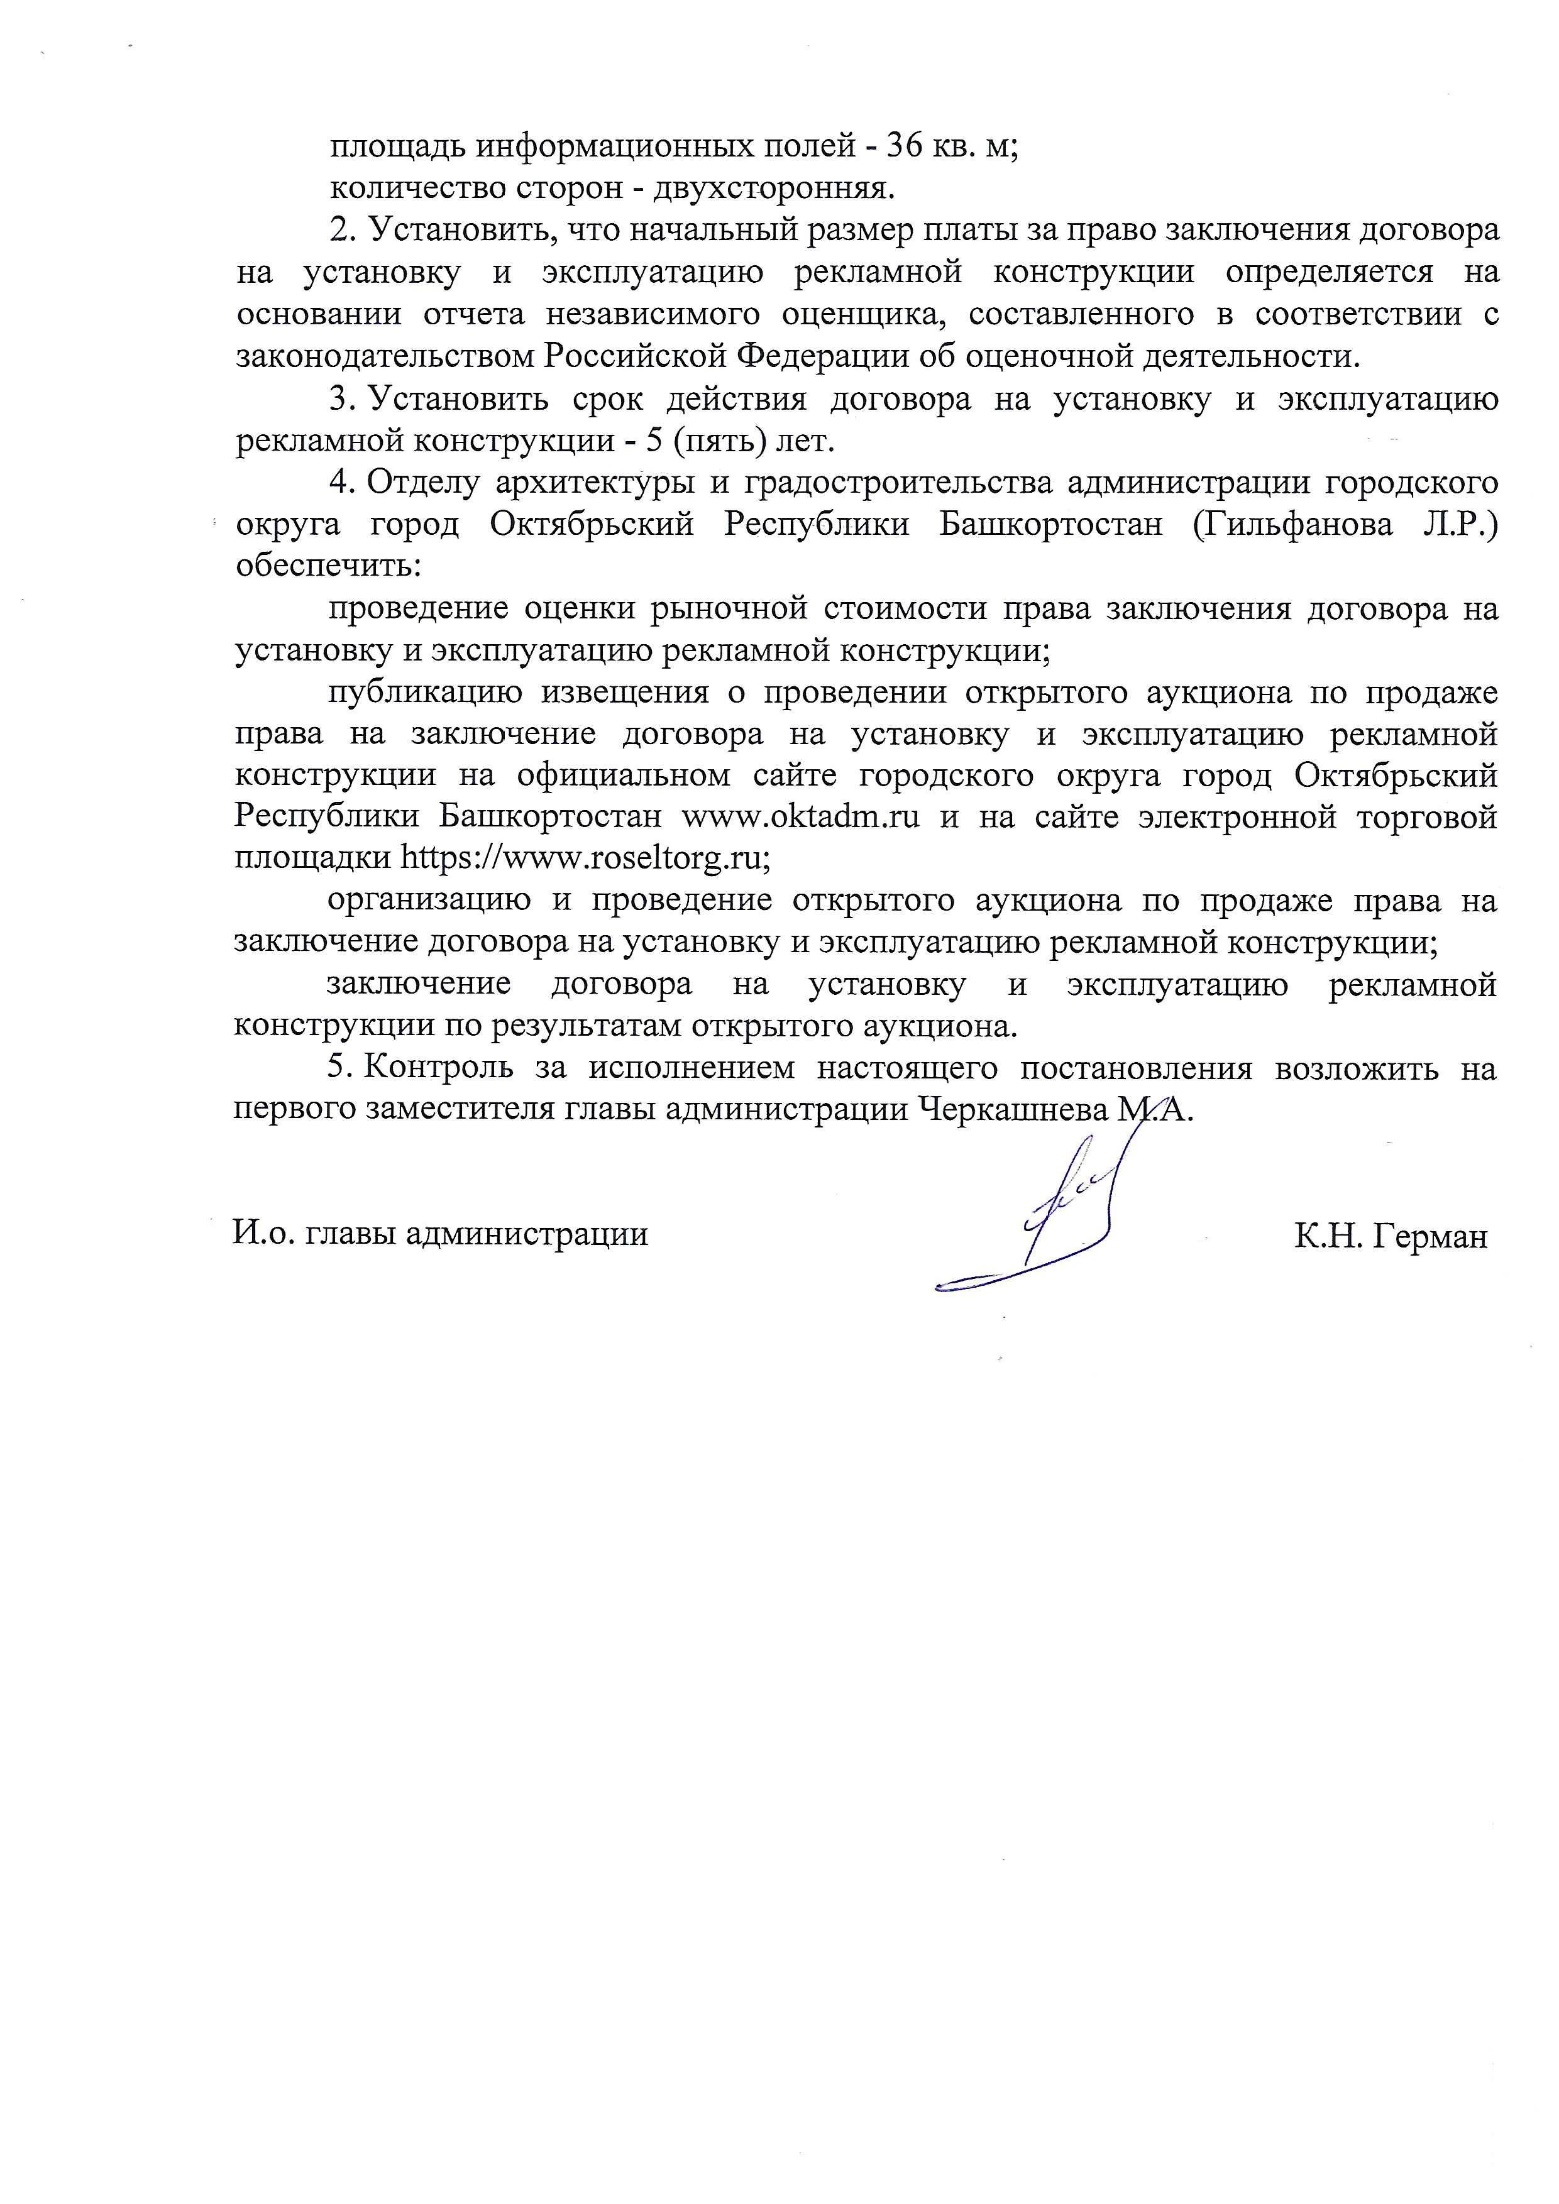 площадь информационных полей - 36 кв. м;
количество сторон - двухсторонняя.
2. Установить, что начальный размер платы за право заключения договора
на установку и эксплуатацию рекламной конструкции определяется на
основании отчета независимого оценщика, составленного в соответствии с
законодательством Российской Федерации об оценочной деятельности.
3. Установить срок действия договора на установку и эксплуатацию
рекламной конструкции - 5 (пять) лет.
4. Отделу архитектуры и градостроительства администрации городского
округа город Октябрьский Республики Башкортостан (Гильфанова Л.Р.)
обеспечить:
проведение оценки рыночной стоимости права заключения договора на
установку и эксплуатацию рекламной конструкции;
публикацию извещения о проведении открытого аукциона по продаже
права на заключение договора на установку и эксплуатацию рекламной
конструкции на официальном сайте городского округа город Октябрьский
Республики Башкортостан www.oktadm.ru и на сайте электронной торговой
площадки https://www.roseltorg.ru;
организацию и проведение открытого аукциона по продаже права на
заключение договора на установку и эксплуатацию рекламной конструкции;
заключение договора на установку и эксплуатацию рекламной
конструкции по результатам открытого аукциона.
5. Контроль за исполнением настоящего постановления возложить на
первого заместителя главы администрации Черкашнева М.А.
И.о. главы администрации К.Н. Герман